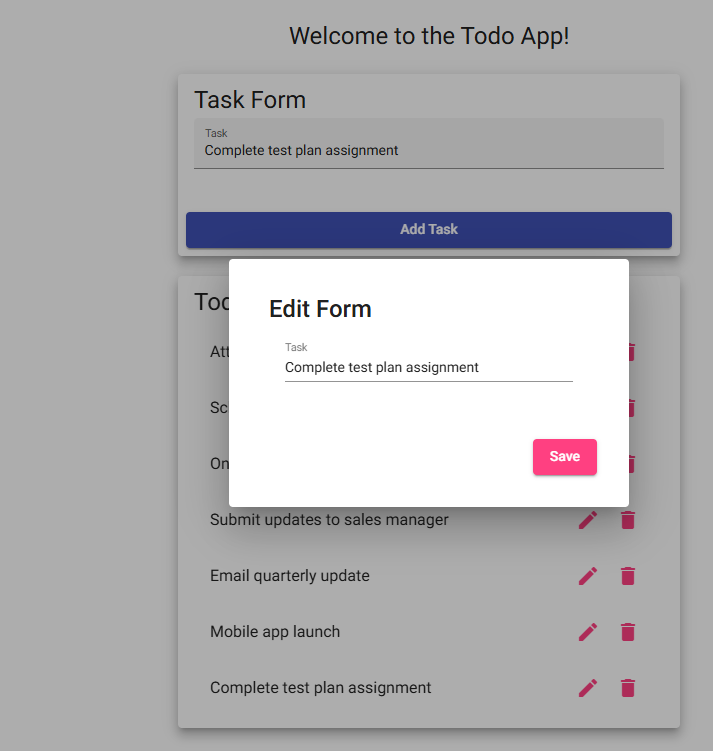 Welcome to the Todo App!
Task Form
Task
Complete test plan assignment
Add Task
Edit Form
Task
Complete test plan assignment
Save
Submit updates to sales manager
Email quarterly update
Mobile app launch
Complete test plan assignment